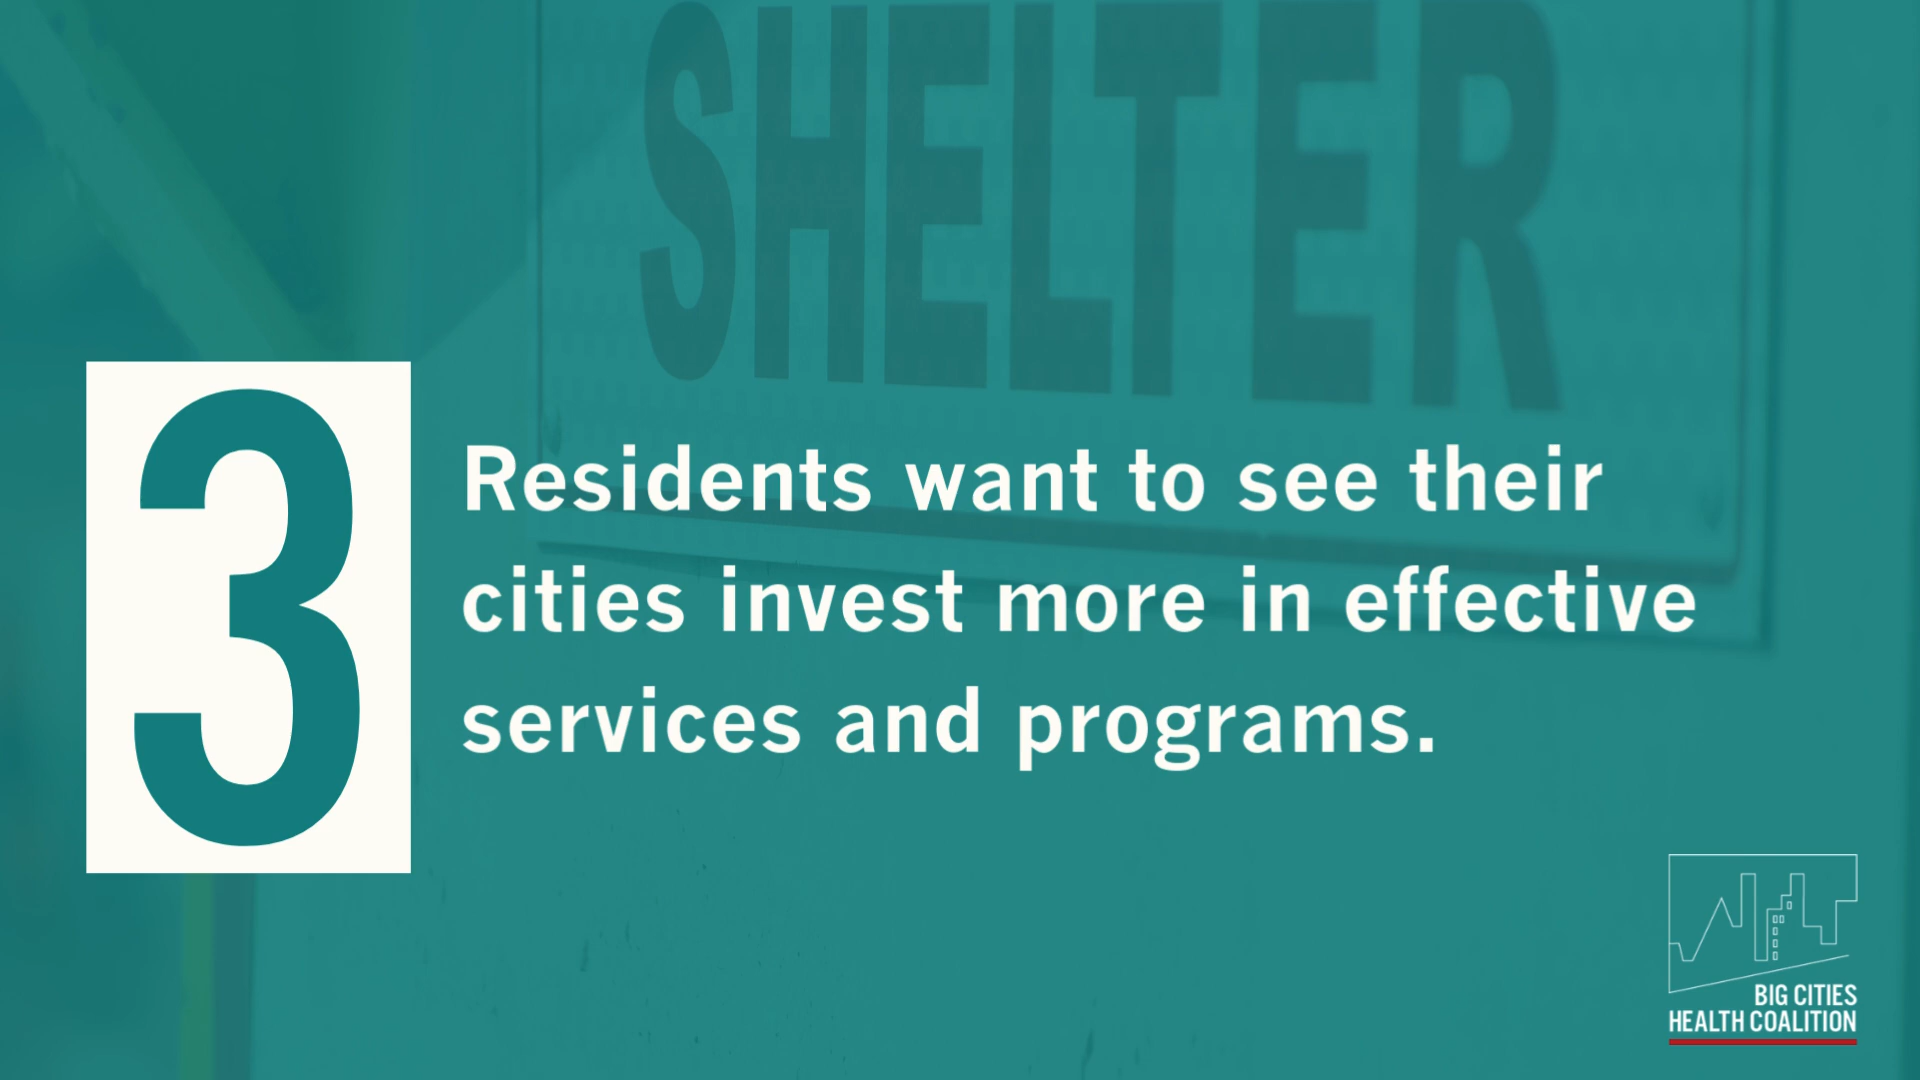 SHELTER
3
Residents want to see their
cities invest more in effective
services and programs.
BIG CITIES
HEALTH COALITION